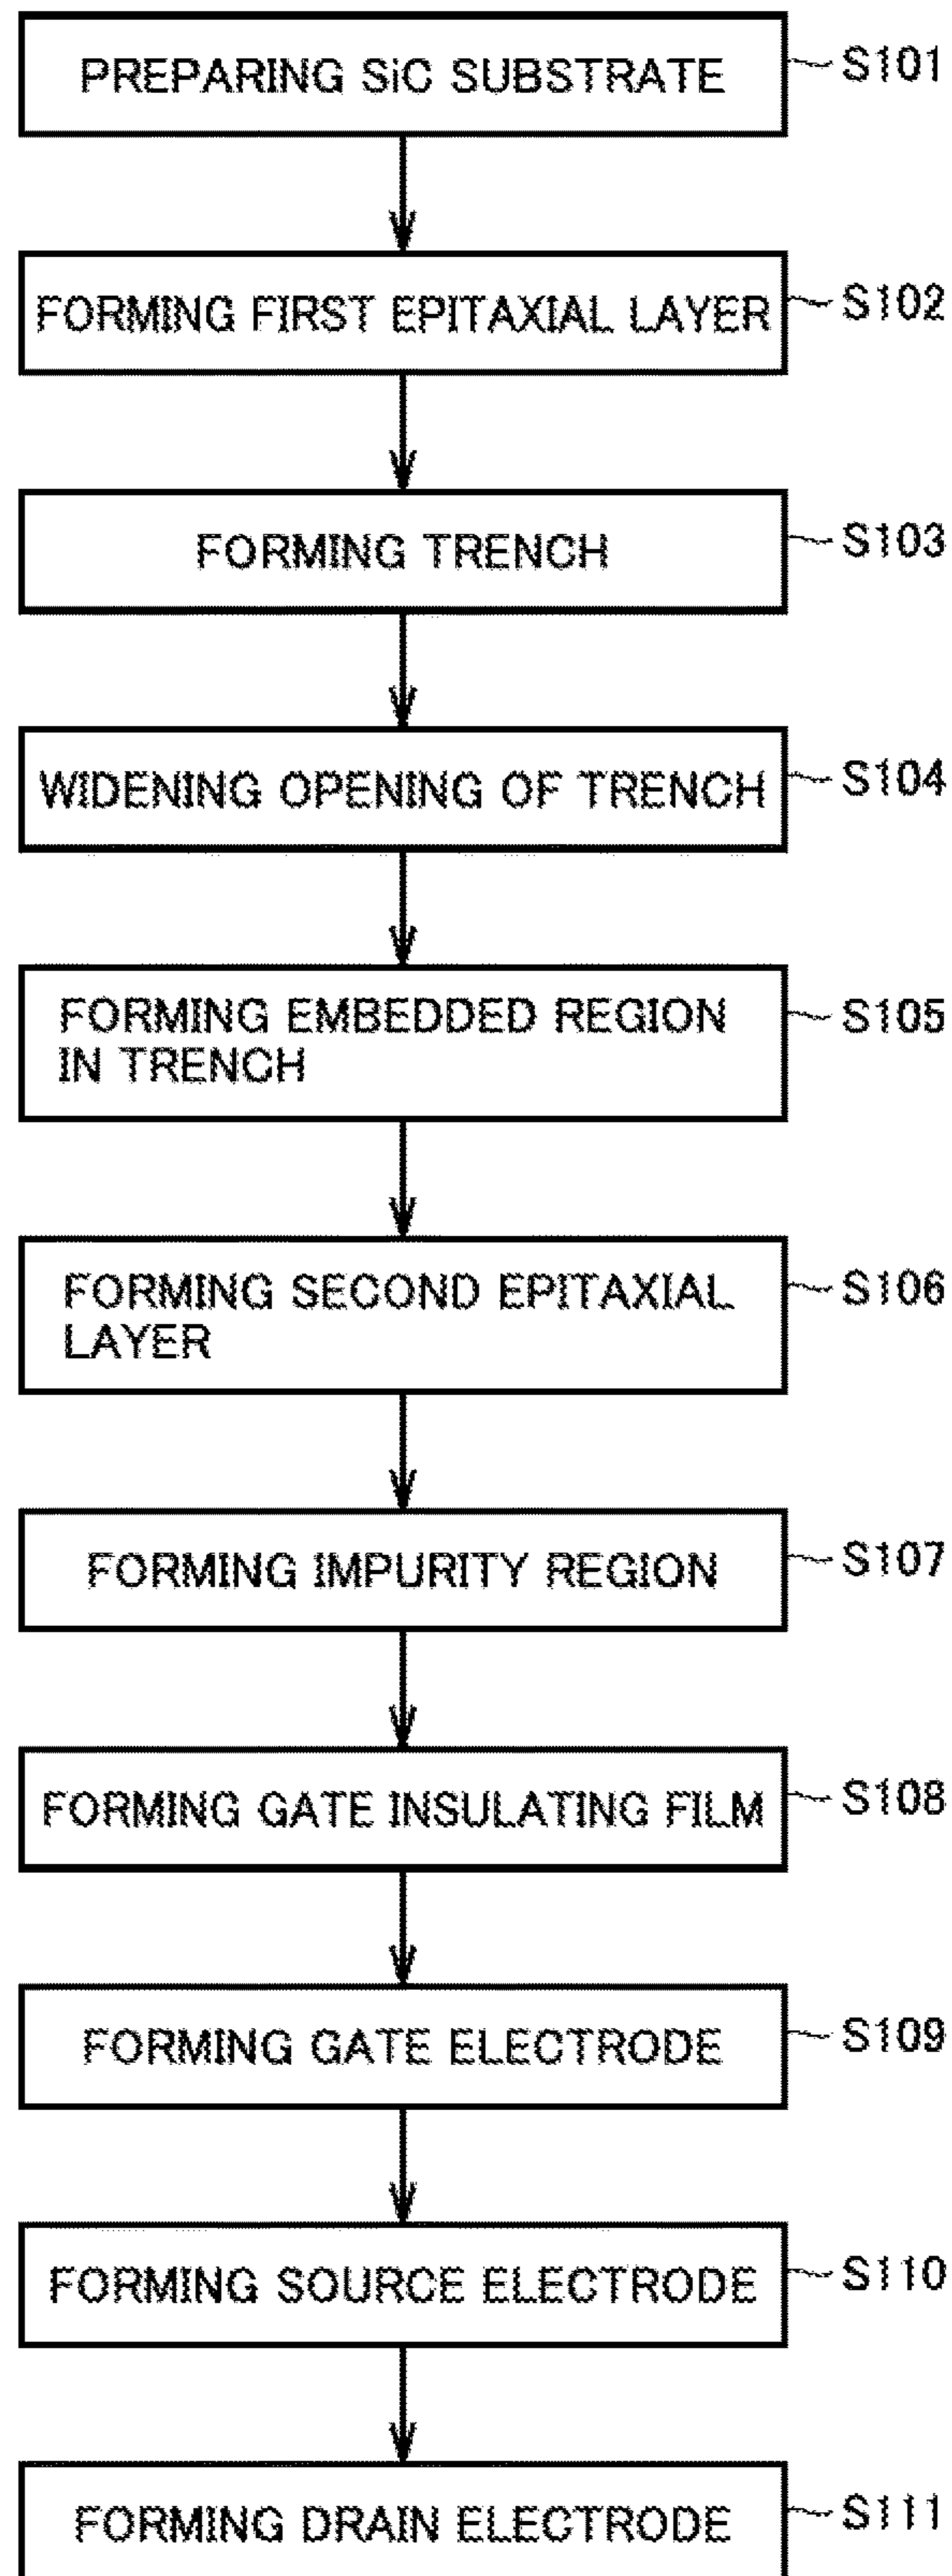 PREPARING SiC SUBSTRATE
S101
FORMING FIRST EPITAXIAL LAYER
S102
FORMING TRENCH
S103
WIDENING OPENING OF TRENCH
S104
FORMING EMBEDDED REGION
IN TRENCH
S105
FORMING SECOND EPITAXIAL
LAYER
S106
FORMING IMPURITY REGION
S107
FORMING GATE INSULATING FILM
S108
FORMING GATE ELECTRODE
S109
FORMING SOURCE ELECTRODE
S110
FORMING DRAIN ELECTRODE
S111